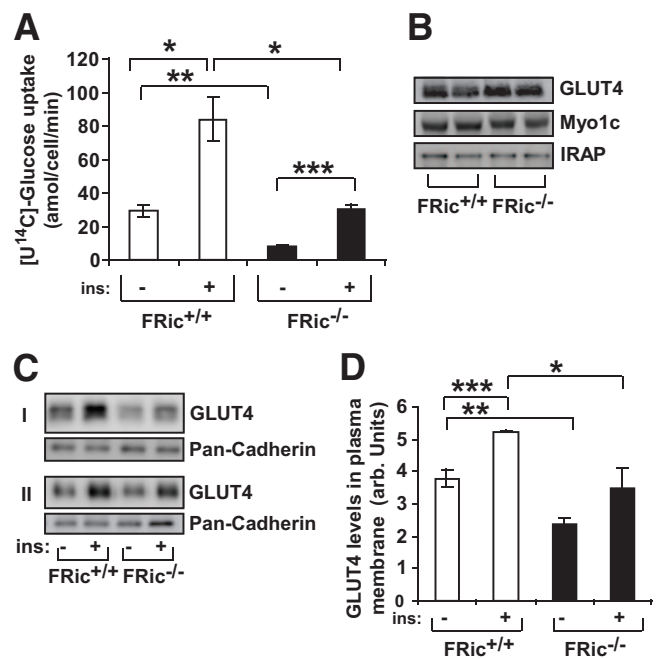 A
[U¹⁴C]-Glucose uptake
(amol/cell/min)
120
100
80
60
40
20
0
*
*
**
***
ins: - + - +
FRic+/+ FRic-/-
B
GLUT4
Myo1c
IRAP
FRic+/+ FRic-/-
C
I GLUT4
Pan-Cadherin
II GLUT4
Pan-Cadherin
ins: - + - +
FRic+/+ FRic-/-
D
GLUT4 levels in plasma
membrane (arb. Units)
6
5
4
3
2
1
0
*
***
**
ins: - + - +
FRic+/+ FRic-/-